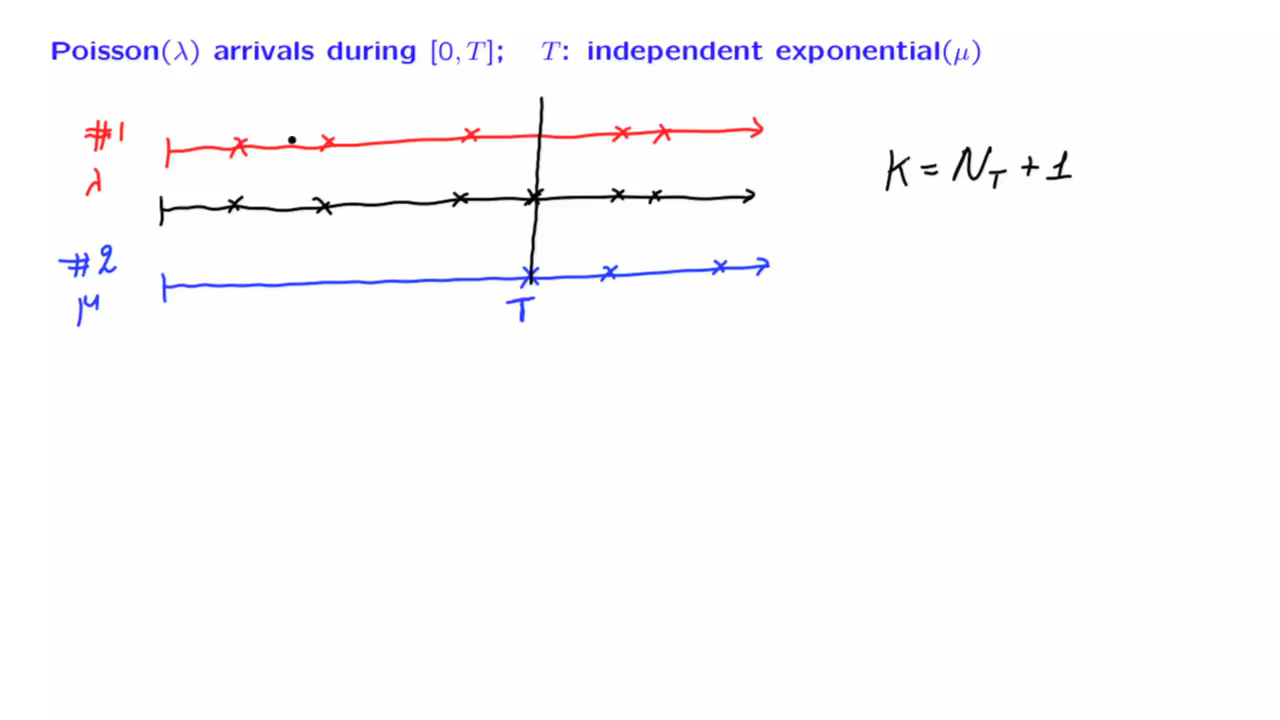 Poisson(λ) arrivals during [0, T]; T: independent exponential(μ)
#1
λ
K = N_T + 1
#2
μ
T